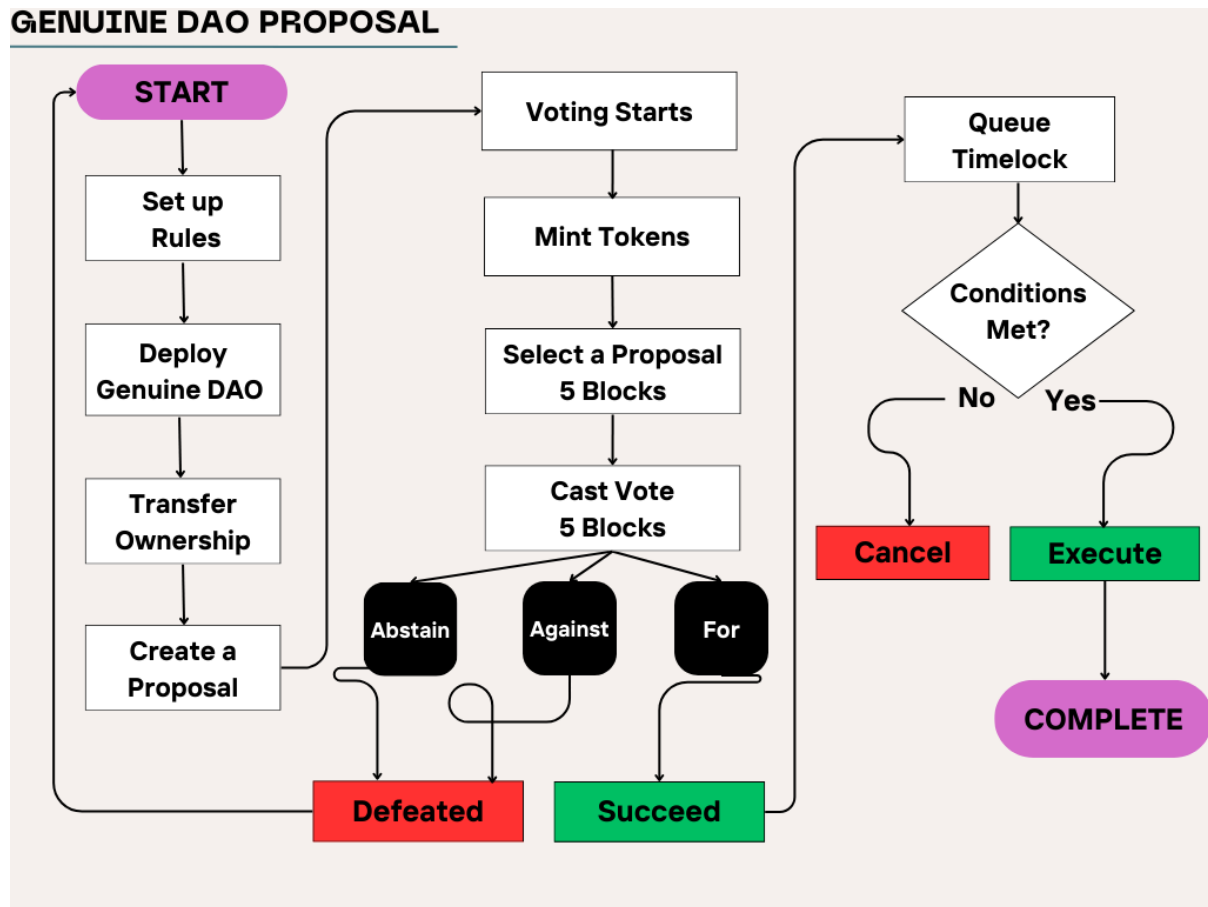 GENUINE DAO PROPOSAL
START
Set up
Rules
Deploy
Genuine DAO
Transfer
Ownership
Create a
Proposal
Voting Starts
Mint Tokens
Select a Proposal
5 Blocks
Cast Vote
5 Blocks
Abstain
Against
For
Defeated
Succeed
Queue
Timelock
Conditions
Met?
No
Yes
Cancel
Execute
COMPLETE